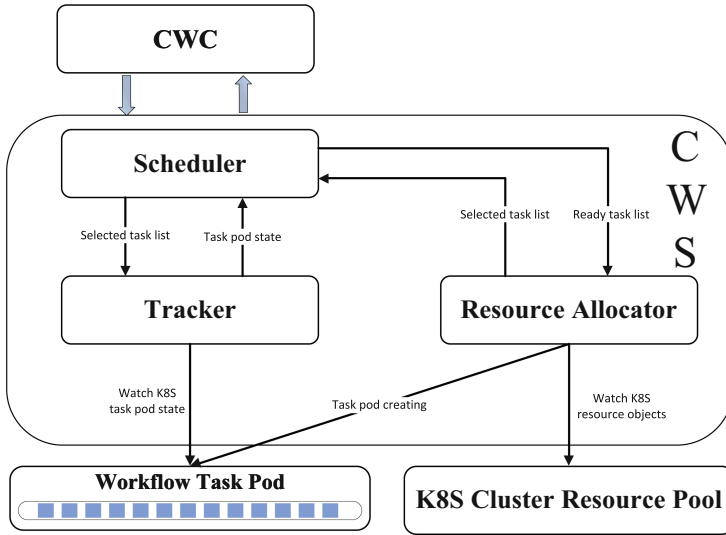 CWC
Scheduler
C
W
S
Selected task list
Task pod state
Selected task list
Ready task list
Tracker
Resource Allocator
Watch K8S
task pod state
Task pod creating
Watch K8S
resource objects
Workflow Task Pod
K8S Cluster Resource Pool